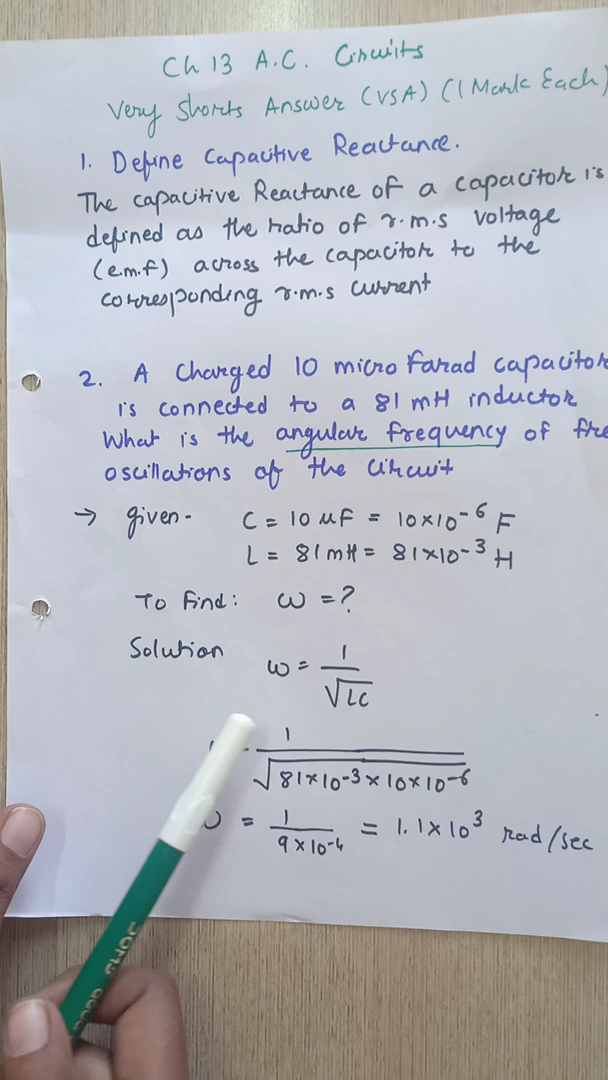 Ch 13 A.C. Circuits
Very Shorts Answer (VSA) (1 Mark Each)
1. Define Capacitive Reactance.
The capacitive Reactance of a capacitor is
defined as the ratio of r.m.s voltage
(e.m.f) across the capacitor to the
corresponding r.m.s current
2. A Charged 10 micro farad capacitor
is connected to a 81 mH inductor
What is the angular frequency of fre
oscillations of the circuit
→ given- C = 10 μF = 10×10⁻⁶ F
L = 81mH = 81×10⁻³ H
To Find: ω = ?
Solution ω = 1/√LC
1/√81×10⁻³×10×10⁻⁶
= 1/9×10⁻⁴ = 1.1×10³ rad/sec